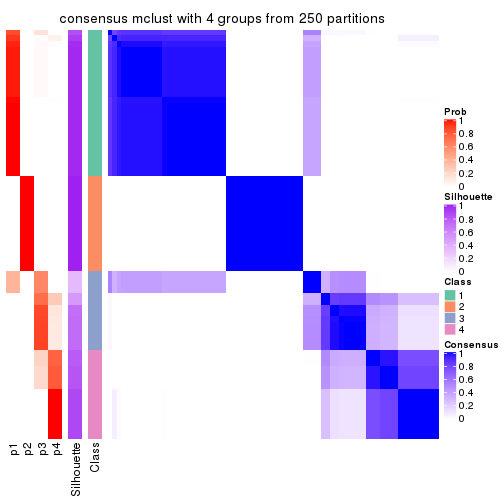 consensus mclust with 4 groups from 250 partitions
Prob
1
0.8
0.6
0.4
0.2
0
Silhouette
1
0.8
0.6
0.4
0.2
0
Class
1
2
3
4
Consensus
1
0.8
0.6
0.4
0.2
0
p1
p2
p3
p4
Silhouette
Class